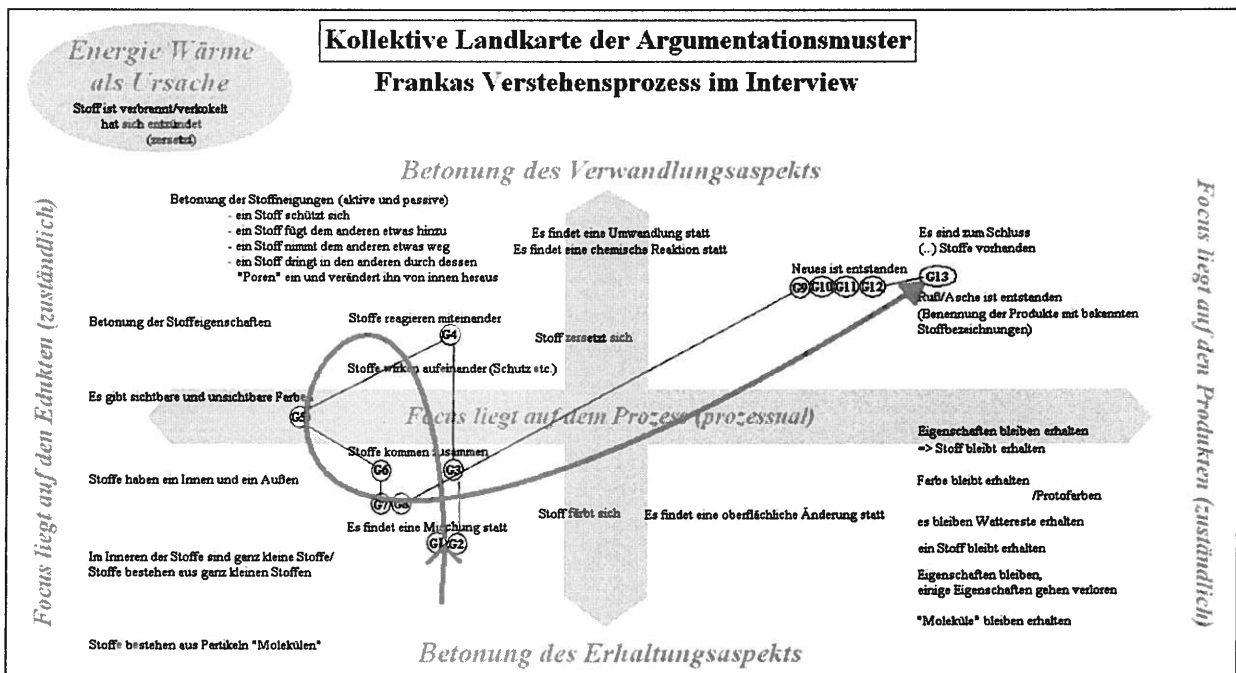 Energie Wärme
als Ursache
Stoff ist verbrannt/verkokelt
hat sich entzündet
(zersetzt)
Kollektive Landkarte der Argumentationsmuster
Frankas Verstehensprozess im Interview
Betonung des Verwandlungsaspekts
Focus liegt auf den Edukten (zuständlich)
Focus liegt auf den Produkten (zuständlich)
Betonung der Stoffneigungen (aktive und passive)
- ein Stoff schützt sich
- ein Stoff fügt dem anderen etwas hinzu
- ein Stoff nimmt dem anderen etwas weg
- ein Stoff dringt in den anderen durch dessen
"Poren" ein und verändert ihn von innen heraus
Es findet eine Umwandlung statt
Es findet eine chemische Reaktion statt
Es sind zum Schluss
(..) Stoffe vorhanden
Neues ist entstanden
G9 G10 G11 G12 G13
Ruß/Asche ist entstanden
(Benennung der Produkte mit bekannten
Stoffbezeichnungen)
Betonung der Stoffeigenschaften
Stoffe reagieren miteinander
G4
Stoff zersetzt sich
Stoffe wirken aufeinander (Schutz etc.)
Es gibt sichtbare und unsichtbare Farbe
G5
Focus liegt auf dem Prozess (prozessual)
Eigenschaften bleiben erhalten
=> Stoff bleibt erhalten
Stoffe kommen zusammen
G6 G3
Stoffe haben ein Innen und ein Außen
Farbe bleibt erhalten
/Protofarben
G7 G8
Stoff färbt sich
Es findet eine oberflächliche Änderung statt
Es findet eine Mischung statt
es bleiben Wattereste erhalten
G1 G2
ein Stoff bleibt erhalten
Im Inneren der Stoffe sind ganz kleine Stoffe/
Stoffe bestehen aus ganz kleinen Stoffen
Eigenschaften bleiben,
einige Eigenschaften gehen verloren
"Moleküle" bleiben erhalten
Stoffe bestehen aus Partikeln "Molekülen"
Betonung des Erhaltungsaspekts